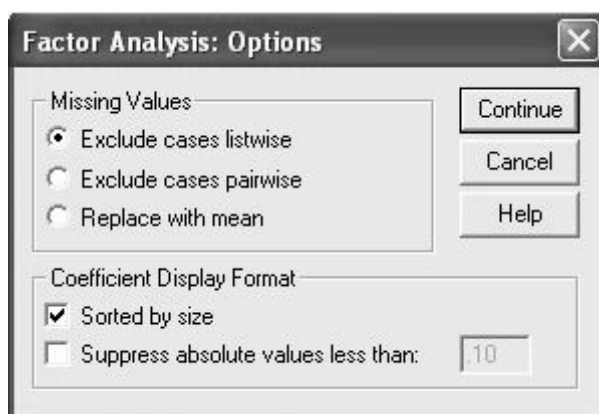 Factor Analysis: Options
Missing Values
Exclude cases listwise
Exclude cases pairwise
Replace with mean
Continue
Cancel
Help
Coefficient Display Format
Sorted by size
Suppress absolute values less than: .10